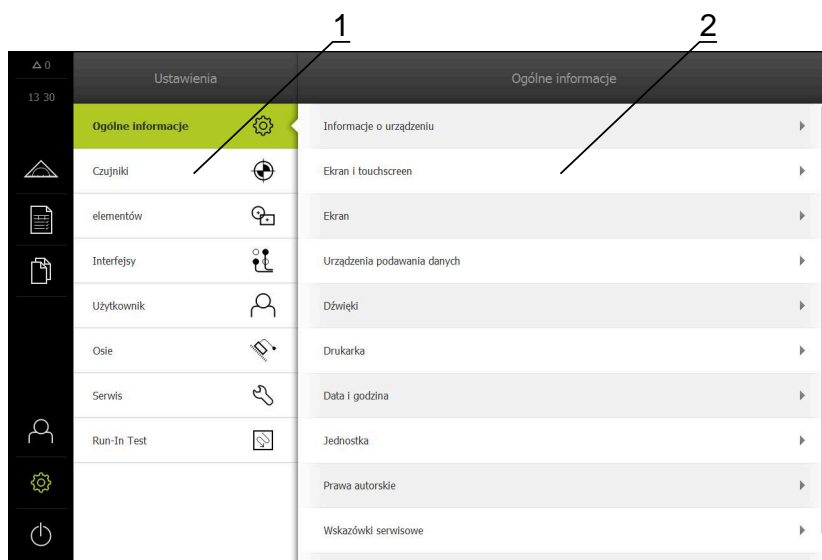 1 2
△ 0
13 30
Ustawienia
Ogólne informacje
Ogólne informacje
Czujniki
elementów
Interfejsy
Użytkownik
Osie
Serwis
Run-In Test
Informacje o urządzeniu
Ekran i touchscreen
Ekran
Urządzenia podawania danych
Dźwięki
Drukarka
Data i godzina
Jednostka
Prawa autorskie
Wskazówki serwisowe